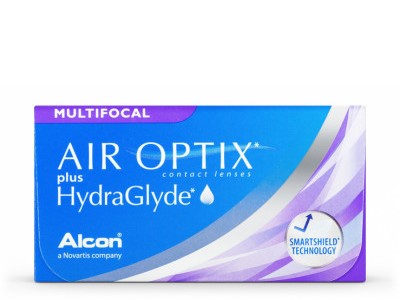 MULTIFOCAL
AIR OPTIX*
contact lenses
plus
HydraGlyde*
Alcon
a Novartis company
SMARTSHIELD*
TECHNOLOGY